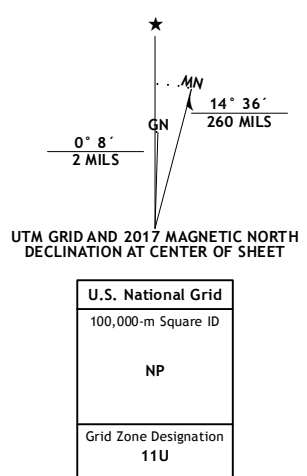 MN
14° 36´
260 MILS
GN
0° 8´
2 MILS
UTM GRID AND 2017 MAGNETIC NORTH
DECLINATION AT CENTER OF SHEET
U.S. National Grid
100,000-m Square ID
NP
Grid Zone Designation
11U